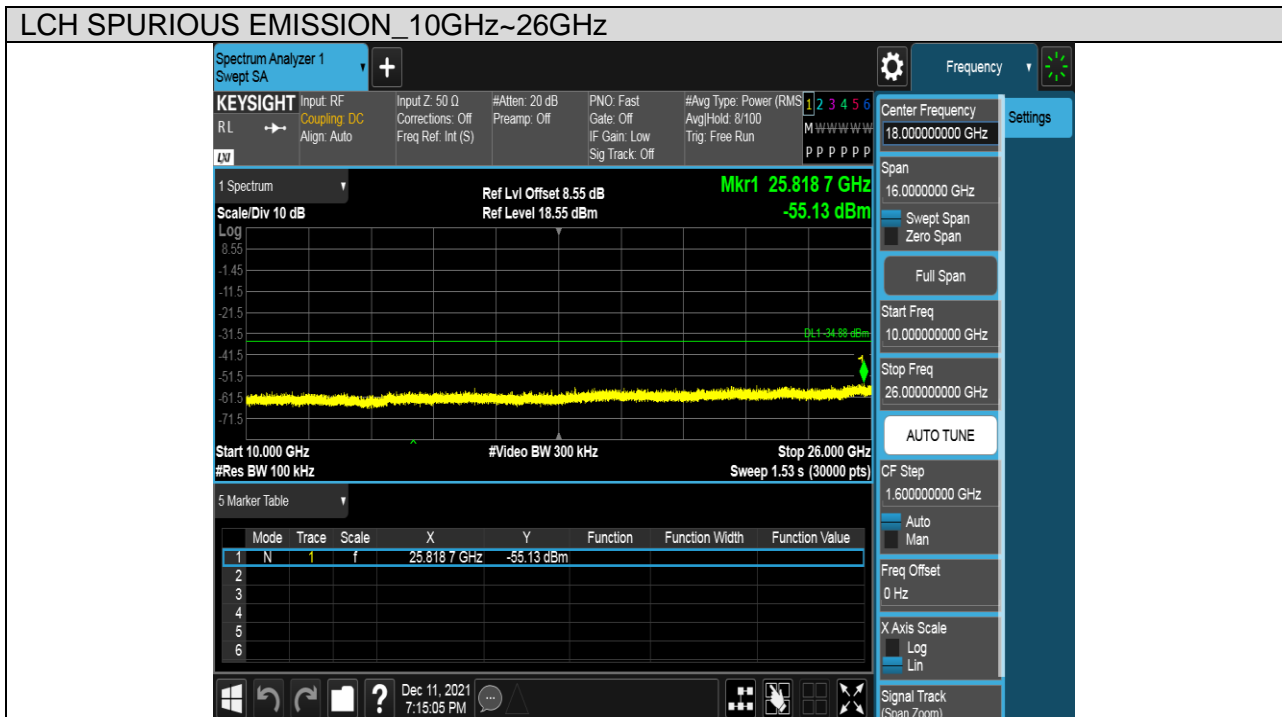 LCH SPURIOUS EMISSION_10GHz~26GHz
Spectrum Analyzer 1
Swept SA
Frequency
KEYSIGHT
RL
LXI
Input: RF
Coupling: DC
Align: Auto
Input Z: 50 Ω
Corrections: Off
Freq Ref: Int (S)
#Atten: 20 dB
Preamp: Off
PNO: Fast
Gate: Off
IF Gain: Low
Sig Track: Off
#Avg Type: Power (RMS
Avg|Hold: 8/100
Trig: Free Run
1 2 3 4 5 6
M W W W W W
P P P P P P
1 Spectrum
Scale/Div 10 dB
Ref Lvl Offset 8.55 dB
Ref Level 18.55 dBm
Mkr1 25.818 7 GHz
-55.13 dBm
Log
8.55
-1.45
-11.5
-21.5
-31.5
-41.5
-51.5
-61.5
-71.5
DL1 -34.88 dBm
1
Start 10.000 GHz
#Res BW 100 kHz
#Video BW 300 kHz
Stop 26.000 GHz
Sweep 1.53 s (30000 pts)
5 Marker Table
Mode Trace Scale X Y Function Function Width Function Value
1 N 1 f 25.818 7 GHz -55.13 dBm
2
3
4
5
6
?
Dec 11, 2021
7:15:05 PM
Center Frequency
18.000000000 GHz
Span
16.0000000 GHz
Swept Span
Zero Span
Full Span
Start Freq
10.000000000 GHz
Stop Freq
26.000000000 GHz
AUTO TUNE
CF Step
1.600000000 GHz
Auto
Man
Freq Offset
0 Hz
X Axis Scale
Log
Lin
Signal Track
(Span Zoom)
Settings